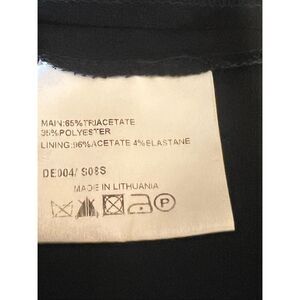 MAIN:65%TRIACETATE
35%POLYESTER
LINING:96%ACETATE 4%ELASTANE
DE004/ S08S
MADE IN LITHUANIA